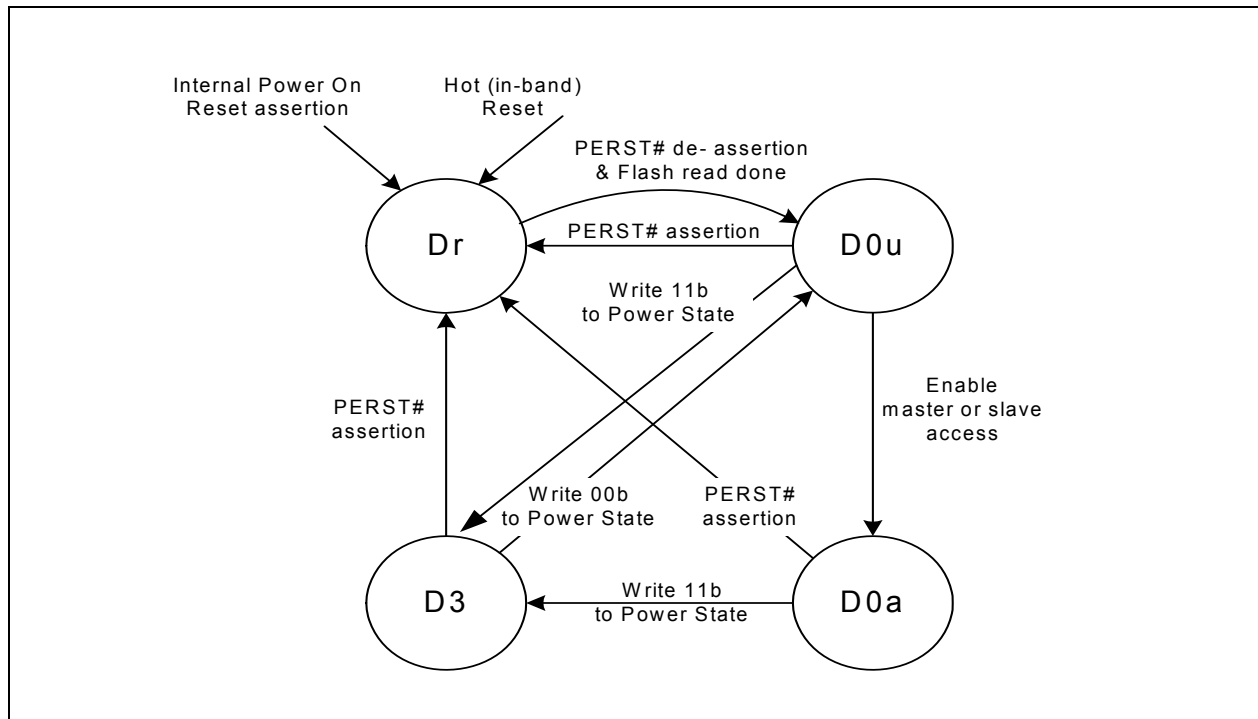 Internal Power On
Reset assertion
Hot (in-band)
Reset
PERST# de- assertion
& Flash read done
Dr
PERST# assertion
D0u
Write 11b
to Power State
PERST#
assertion
Enable
master or slave
access
Write 00b
to Power State
PERST#
assertion
D3
Write 11b
to Power State
D0a